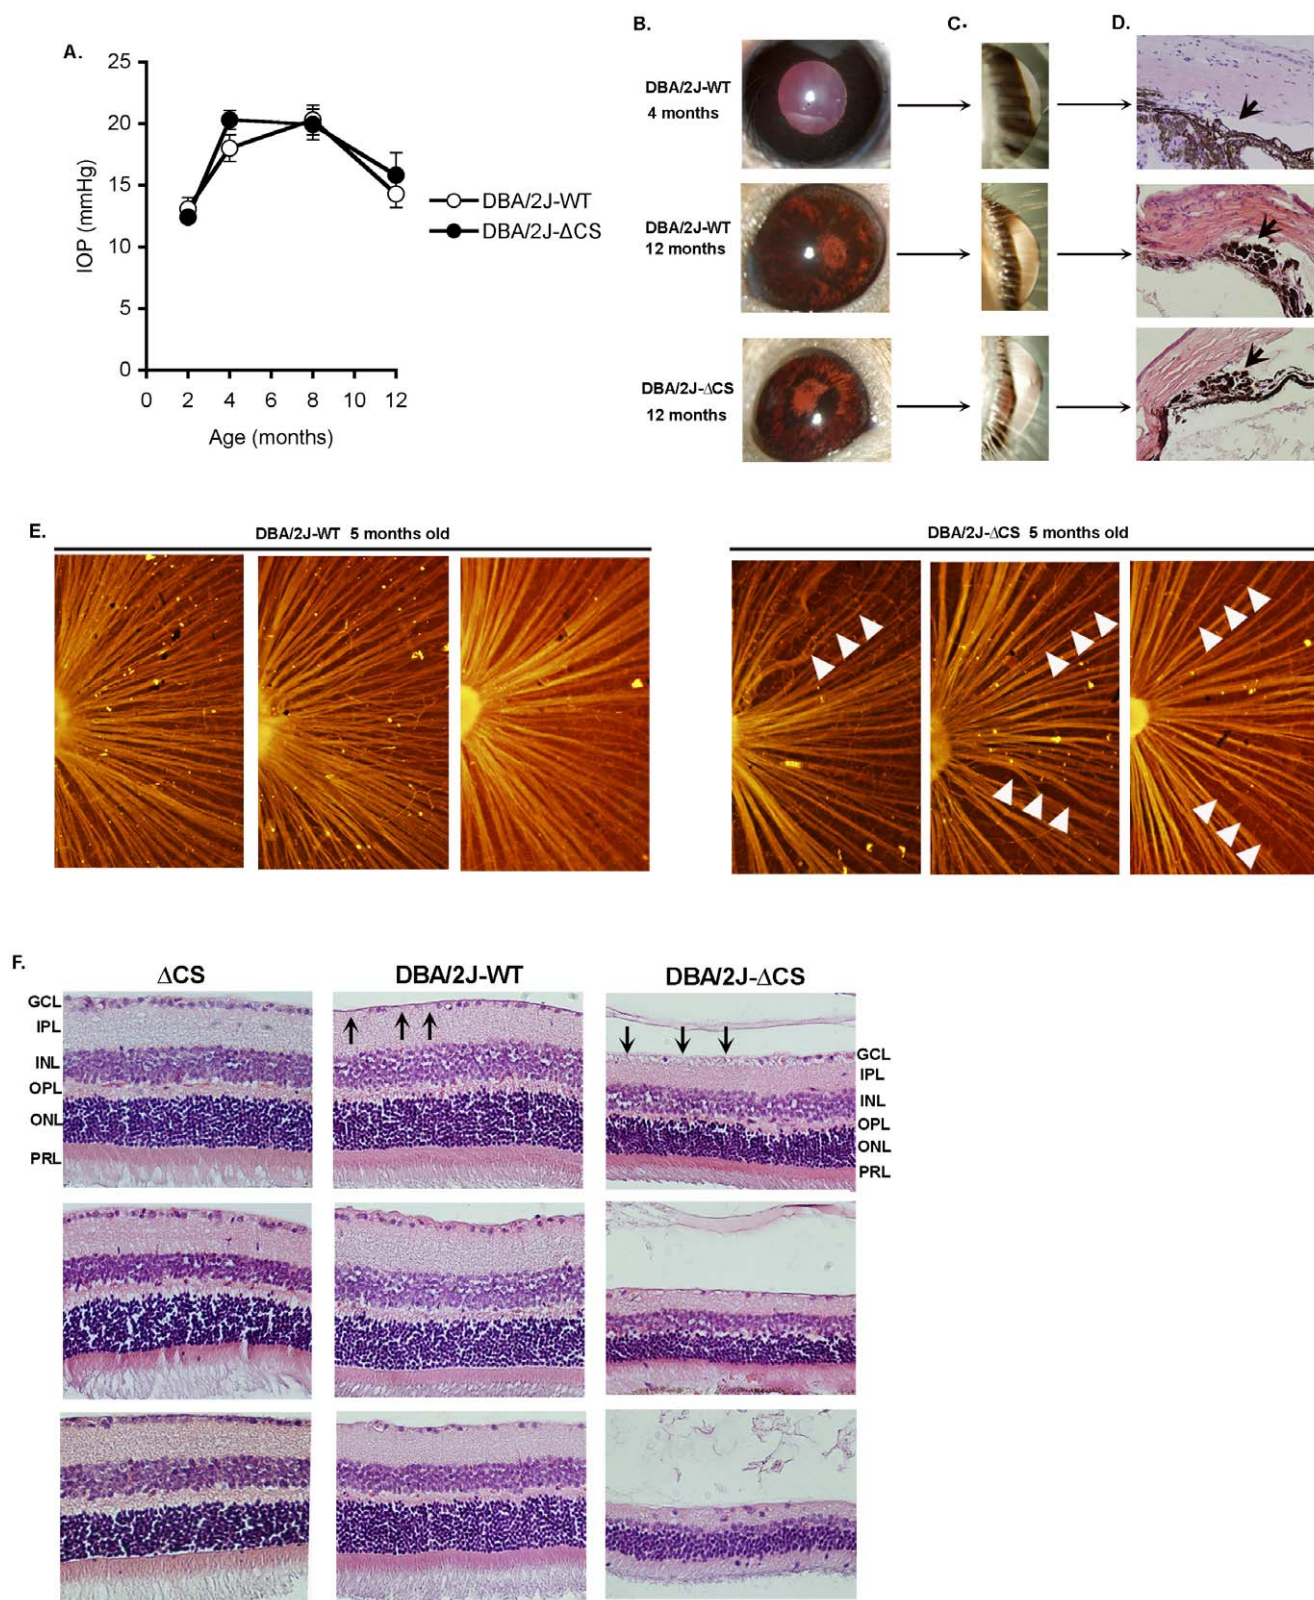 A.
25
20
15
10
5
0
IOP (mmHg)
0 2 4 6 8 10 12
Age (months)
DBA/2J-WT
DBA/2J-ΔCS
B.
C.
D.
DBA/2J-WT
4 months
DBA/2J-WT
12 months
DBA/2J-ΔCS
12 months
E.
DBA/2J-WT 5 months old
DBA/2J-ΔCS 5 months old
F.
ΔCS
DBA/2J-WT
DBA/2J-ΔCS
GCL
IPL
INL
OPL
ONL
PRL
GCL
IPL
INL
OPL
ONL
PRL